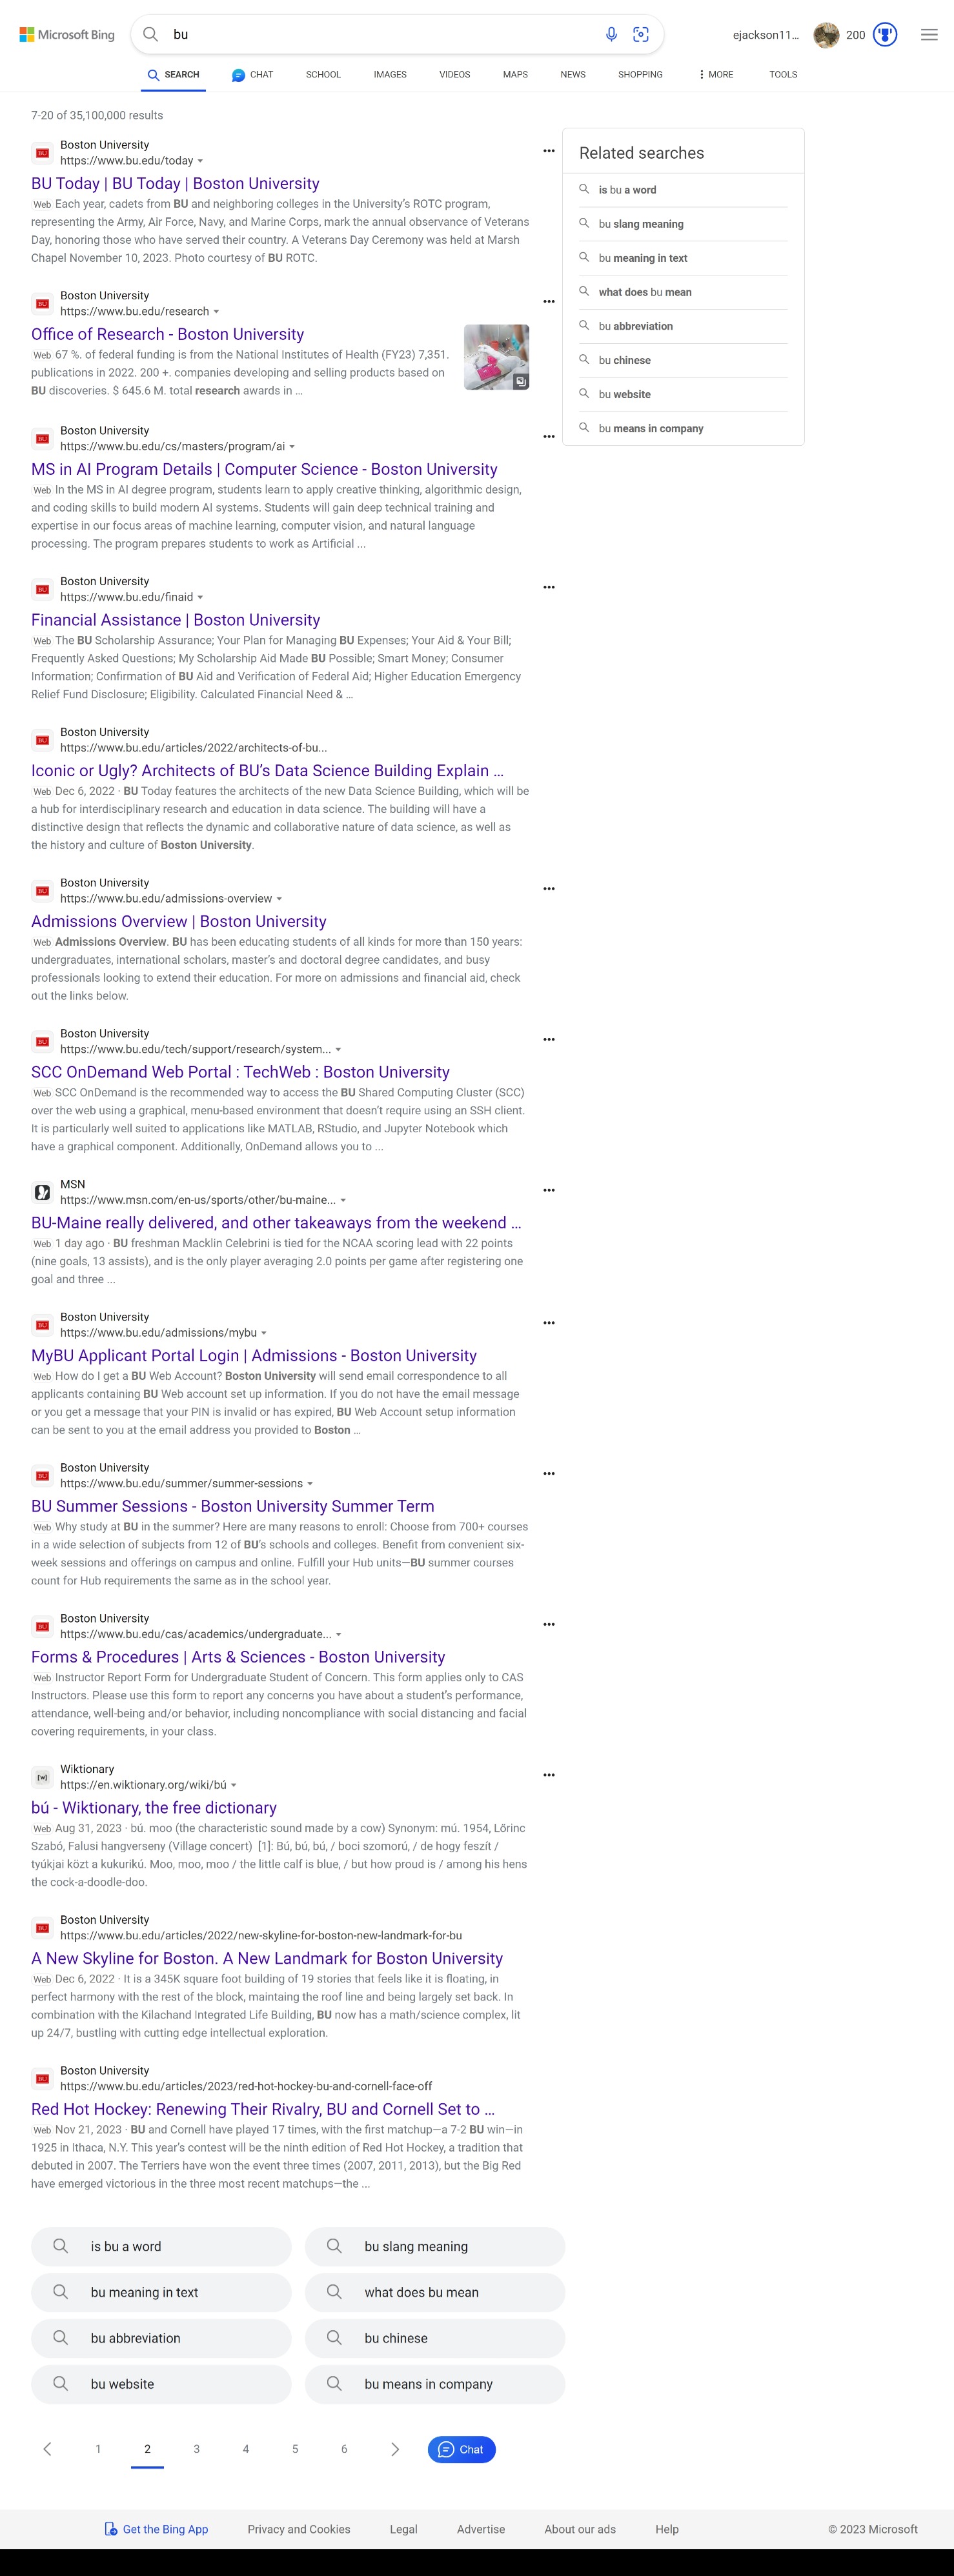 Microsoft Bing
bu
ejackson11...
200
SEARCH
CHAT
SCHOOL
IMAGES
VIDEOS
MAPS
NEWS
SHOPPING
MORE
TOOLS
7-20 of 35,100,000 results
Boston University
https://www.bu.edu/today
BU Today | BU Today | Boston University
Web Each year, cadets from BU and neighboring colleges in the University's ROTC program,
representing the Army, Air Force, Navy, and Marine Corps, mark the annual observance of Veterans
Day, honoring those who have served their country. A Veterans Day Ceremony was held at Marsh
Chapel November 10, 2023. Photo courtesy of BU ROTC.
Boston University
https://www.bu.edu/research
Office of Research - Boston University
Web 67 %. of federal funding is from the National Institutes of Health (FY23) 7,351.
publications in 2022. 200 +. companies developing and selling products based on
BU discoveries. $ 645.6 M. total research awards in ...
Boston University
https://www.bu.edu/cs/masters/program/ai
MS in AI Program Details | Computer Science - Boston University
Web In the MS in AI degree program, students learn to apply creative thinking, algorithmic design,
and coding skills to build modern AI systems. Students will gain deep technical training and
expertise in our focus areas of machine learning, computer vision, and natural language
processing. The program prepares students to work as Artificial ...
Boston University
https://www.bu.edu/finaid
Financial Assistance | Boston University
Web The BU Scholarship Assurance; Your Plan for Managing BU Expenses; Your Aid & Your Bill;
Frequently Asked Questions; My Scholarship Aid Made BU Possible; Smart Money; Consumer
Information; Confirmation of BU Aid and Verification of Federal Aid; Higher Education Emergency
Relief Fund Disclosure; Eligibility. Calculated Financial Need & ...
Boston University
https://www.bu.edu/articles/2022/architects-of-bu...
Iconic or Ugly? Architects of BU's Data Science Building Explain ...
Web Dec 6, 2022 · BU Today features the architects of the new Data Science Building, which will be
a hub for interdisciplinary research and education in data science. The building will have a
distinctive design that reflects the dynamic and collaborative nature of data science, as well as
the history and culture of Boston University.
Boston University
https://www.bu.edu/admissions-overview
Admissions Overview | Boston University
Web Admissions Overview. BU has been educating students of all kinds for more than 150 years:
undergraduates, international scholars, master's and doctoral degree candidates, and busy
professionals looking to extend their education. For more on admissions and financial aid, check
out the links below.
Boston University
https://www.bu.edu/tech/support/research/system...
SCC OnDemand Web Portal : TechWeb : Boston University
Web SCC OnDemand is the recommended way to access the BU Shared Computing Cluster (SCC)
over the web using a graphical, menu-based environment that doesn't require using an SSH client.
It is particularly well suited to applications like MATLAB, RStudio, and Jupyter Notebook which
have a graphical component. Additionally, OnDemand allows you to ...
MSN
https://www.msn.com/en-us/sports/other/bu-maine...
BU-Maine really delivered, and other takeaways from the weekend ...
Web 1 day ago · BU freshman Macklin Celebrini is tied for the NCAA scoring lead with 22 points
(nine goals, 13 assists), and is the only player averaging 2.0 points per game after registering one
goal and three ...
Boston University
https://www.bu.edu/admissions/mybu
MyBU Applicant Portal Login | Admissions - Boston University
Web How do I get a BU Web Account? Boston University will send email correspondence to all
applicants containing BU Web account set up information. If you do not have the email message
or you get a message that your PIN is invalid or has expired, BU Web Account setup information
can be sent to you at the email address you provided to Boston ...
Boston University
https://www.bu.edu/summer/summer-sessions
BU Summer Sessions - Boston University Summer Term
Web Why study at BU in the summer? Here are many reasons to enroll: Choose from 700+ courses
in a wide selection of subjects from 12 of BU's schools and colleges. Benefit from convenient six-
week sessions and offerings on campus and online. Fulfill your Hub units—BU summer courses
count for Hub requirements the same as in the school year.
Boston University
https://www.bu.edu/cas/academics/undergraduate...
Forms & Procedures | Arts & Sciences - Boston University
Web Instructor Report Form for Undergraduate Student of Concern. This form applies only to CAS
Instructors. Please use this form to report any concerns you have about a student's performance,
attendance, well-being and/or behavior, including noncompliance with social distancing and facial
covering requirements, in your class.
Wiktionary
https://en.wiktionary.org/wiki/bú
bú - Wiktionary, the free dictionary
Web Aug 31, 2023 · bú. moo (the characteristic sound made by a cow) Synonym: mú. 1954, Lőrinc
Szabó, Falusi hangverseny (Village concert) [1]: Bú, bú, bú, / boci szomorú, / de hogy feszít /
tyúkjai közt a kukurikú. Moo, moo, moo / the little calf is blue, / but how proud is / among his hens
the cock-a-doodle-doo.
Boston University
https://www.bu.edu/articles/2022/new-skyline-for-boston-new-landmark-for-bu
A New Skyline for Boston. A New Landmark for Boston University
Web Dec 6, 2022 · It is a 345K square foot building of 19 stories that feels like it is floating, in
perfect harmony with the rest of the block, maintaing the roof line and being largely set back. In
combination with the Kilachand Integrated Life Building, BU now has a math/science complex, lit
up 24/7, bustling with cutting edge intellectual exploration.
Boston University
https://www.bu.edu/articles/2023/red-hot-hockey-bu-and-cornell-face-off
Red Hot Hockey: Renewing Their Rivalry, BU and Cornell Set to ...
Web Nov 21, 2023 · BU and Cornell have played 17 times, with the first matchup—a 7-2 BU win—in
1925 in Ithaca, N.Y. This year's contest will be the ninth edition of Red Hot Hockey, a tradition that
debuted in 2007. The Terriers have won the event three times (2007, 2011, 2013), but the Big Red
have emerged victorious in the three most recent matchups—the ...
Related searches
is bu a word
bu slang meaning
bu meaning in text
what does bu mean
bu abbreviation
bu chinese
bu website
bu means in company
is bu a word
bu slang meaning
bu meaning in text
what does bu mean
bu abbreviation
bu chinese
bu website
bu means in company
1 2 3 4 5 6
Chat
Get the Bing App
Privacy and Cookies
Legal
Advertise
About our ads
Help
© 2023 Microsoft